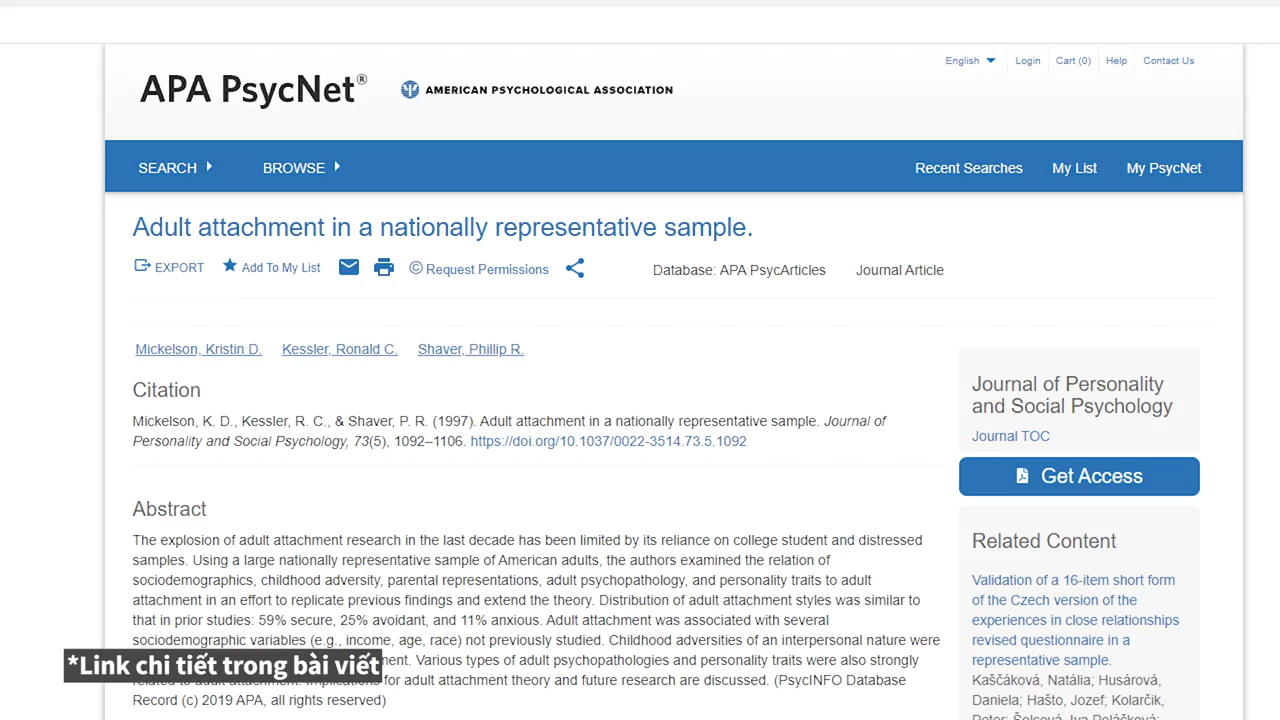 English Login Cart (0) Help Contact Us
APA PsycNet® AMERICAN PSYCHOLOGICAL ASSOCIATION
SEARCH BROWSE Recent Searches My List My PsycNet
Adult attachment in a nationally representative sample.
EXPORT Add To My List © Request Permissions Database: APA PsycArticles Journal Article
Mickelson, Kristin D. Kessler, Ronald C. Shaver, Phillip R.
Citation
Mickelson, K. D., Kessler, R. C., & Shaver, P. R. (1997). Adult attachment in a nationally representative sample. Journal of
Personality and Social Psychology, 73(5), 1092–1106. https://doi.org/10.1037/0022-3514.73.5.1092
Abstract
The explosion of adult attachment research in the last decade has been limited by its reliance on college student and distressed
samples. Using a large nationally representative sample of American adults, the authors examined the relation of
sociodemographics, childhood adversity, parental representations, adult psychopathology, and personality traits to adult
attachment in an effort to replicate previous findings and extend the theory. Distribution of adult attachment styles was similar to
that in prior studies: 59% secure, 25% avoidant, and 11% anxious. Adult attachment was associated with several
sociodemographic variables (e.g., income, age, race) not previously studied. Childhood adversities of an interpersonal nature were
Various types of adult psychopathologies and personality traits were also strongly
for adult attachment theory and future research are discussed. (PsycINFO Database
Record (c) 2019 APA, all rights reserved)
*Link chi tiết trong bài viết
Journal of Personality
and Social Psychology
Journal TOC
Get Access
Related Content
Validation of a 16-item short form
of the Czech version of the
experiences in close relationships
revised questionnaire in a
representative sample.
Kaščáková, Natália; Husárová,
Daniela; Hašto, Jozef; Kolarčik,